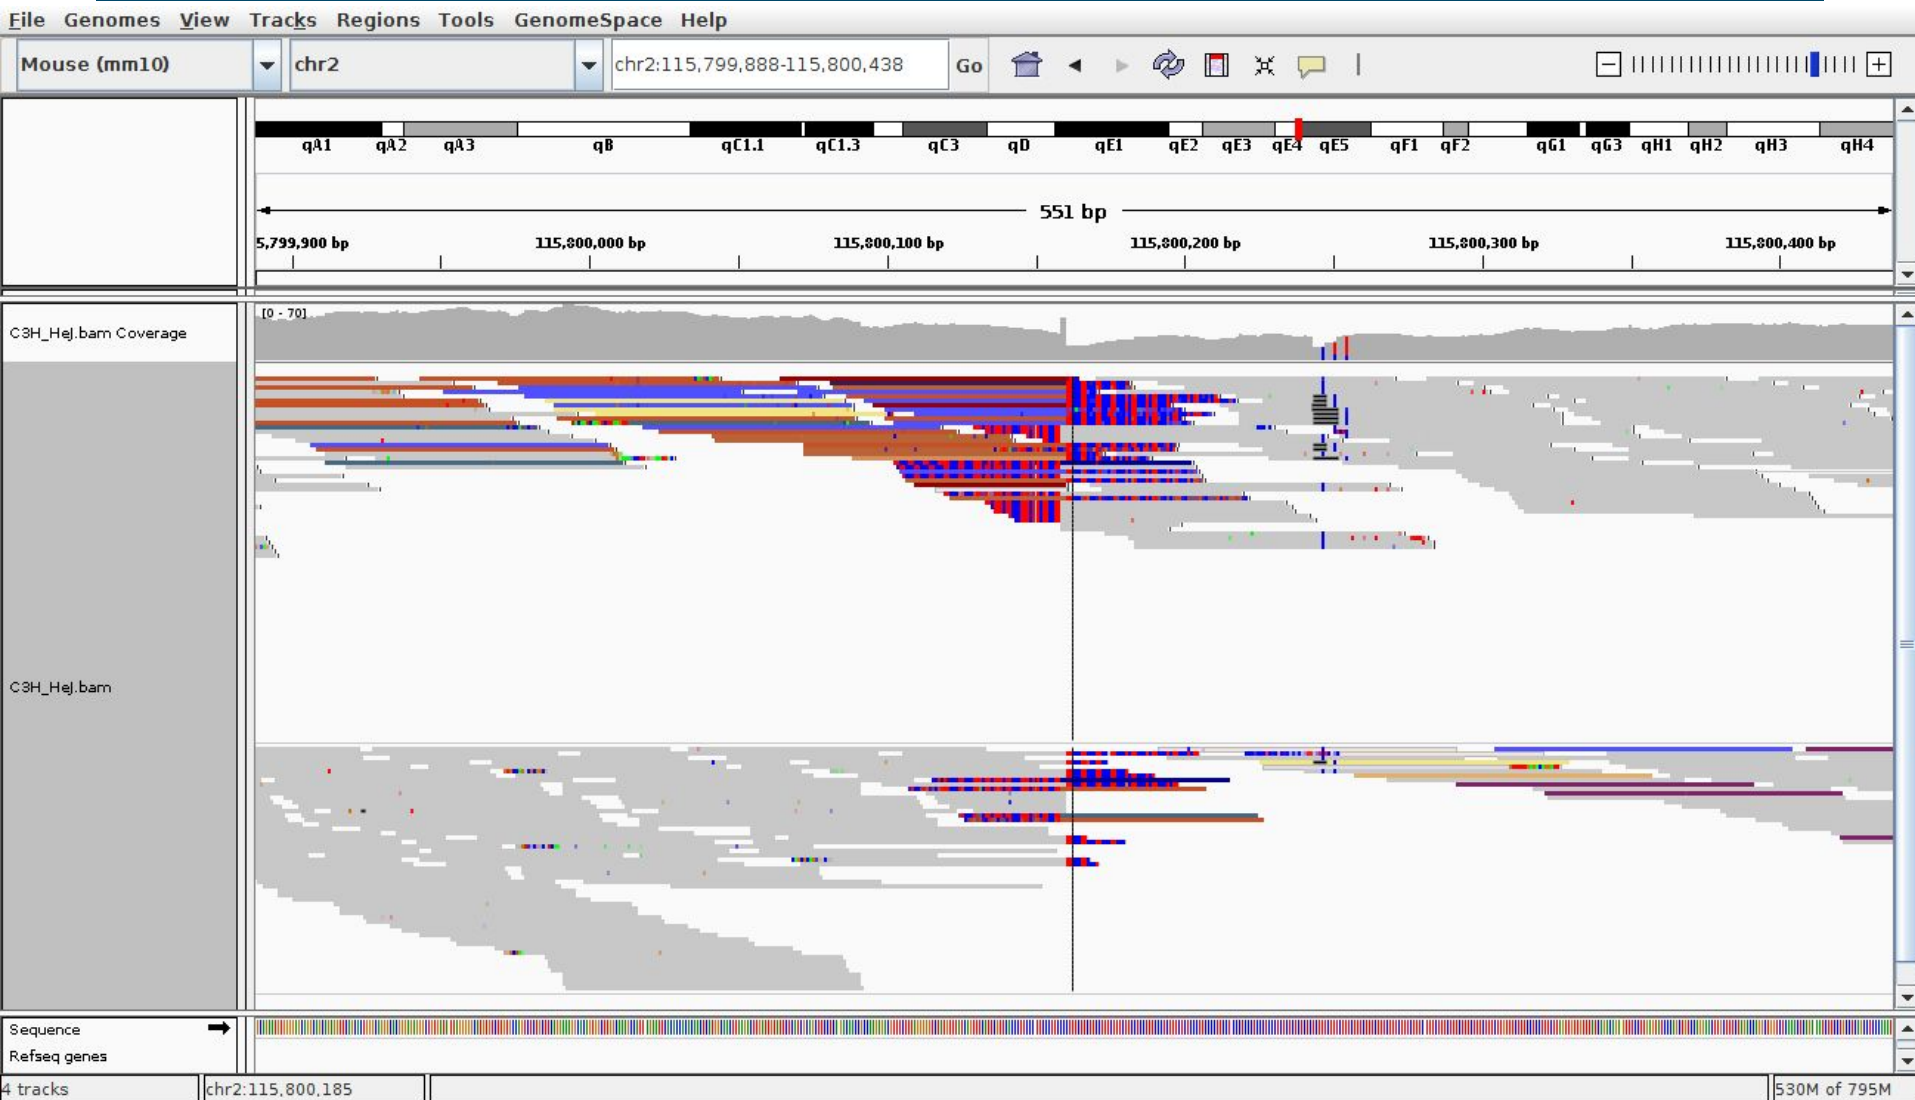 File Genomes View Tracks Regions Tools GenomeSpace Help
Mouse (mm10) chr2 chr2:115,799,888-115,800,438 Go
qA1 qA2 qA3 qB qC1.1 qC1.3 qC3 qD qE1 qE2 qE3 qE4 qE5 qF1 qF2 qG1 qG3 qH1 qH2 qH3 qH4
551 bp
5,799,900 bp 115,800,000 bp 115,800,100 bp 115,800,200 bp 115,800,300 bp 115,800,400 bp
[0 - 70]
C3H_HeJ.bam Coverage
C3H_HeJ.bam
Sequence
Refseq genes
4 tracks chr2:115,800,185 530M of 795M